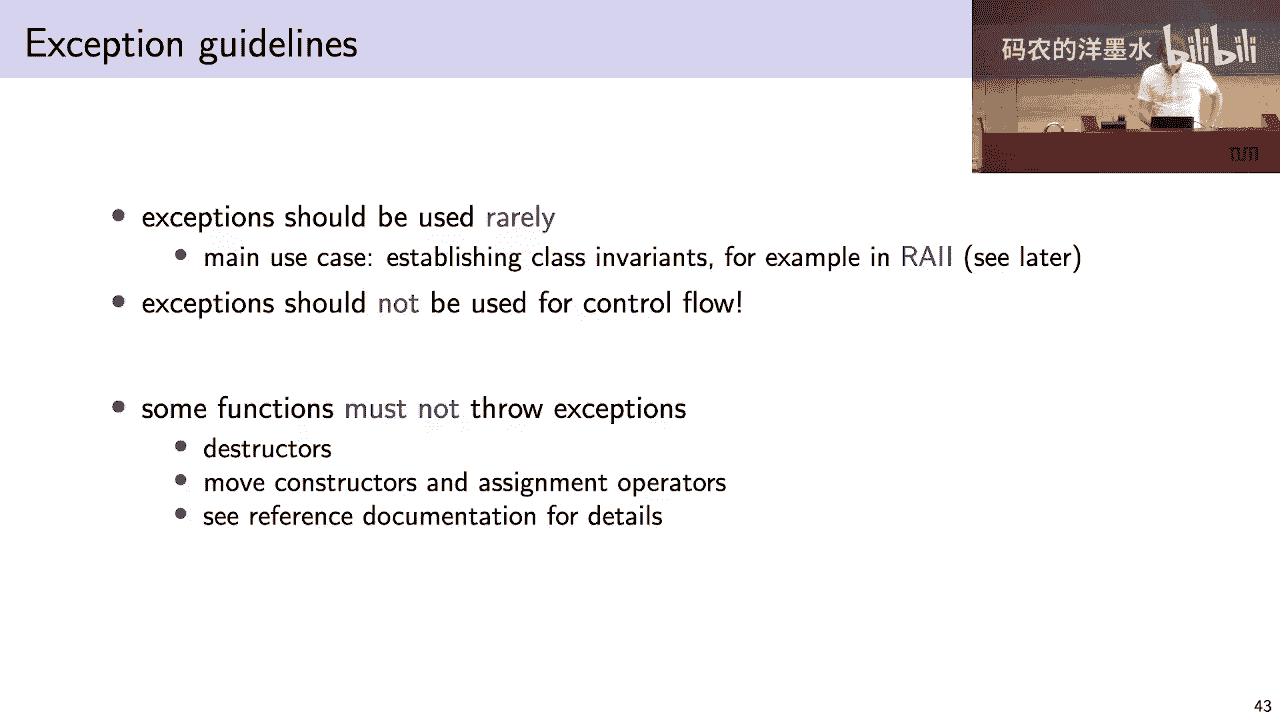 Exception guidelines
码农的洋墨水 bilibili
TUM
• exceptions should be used rarely
• main use case: establishing class invariants, for example in RAII (see later)
• exceptions should not be used for control flow!
• some functions must not throw exceptions
• destructors
• move constructors and assignment operators
• see reference documentation for details
43